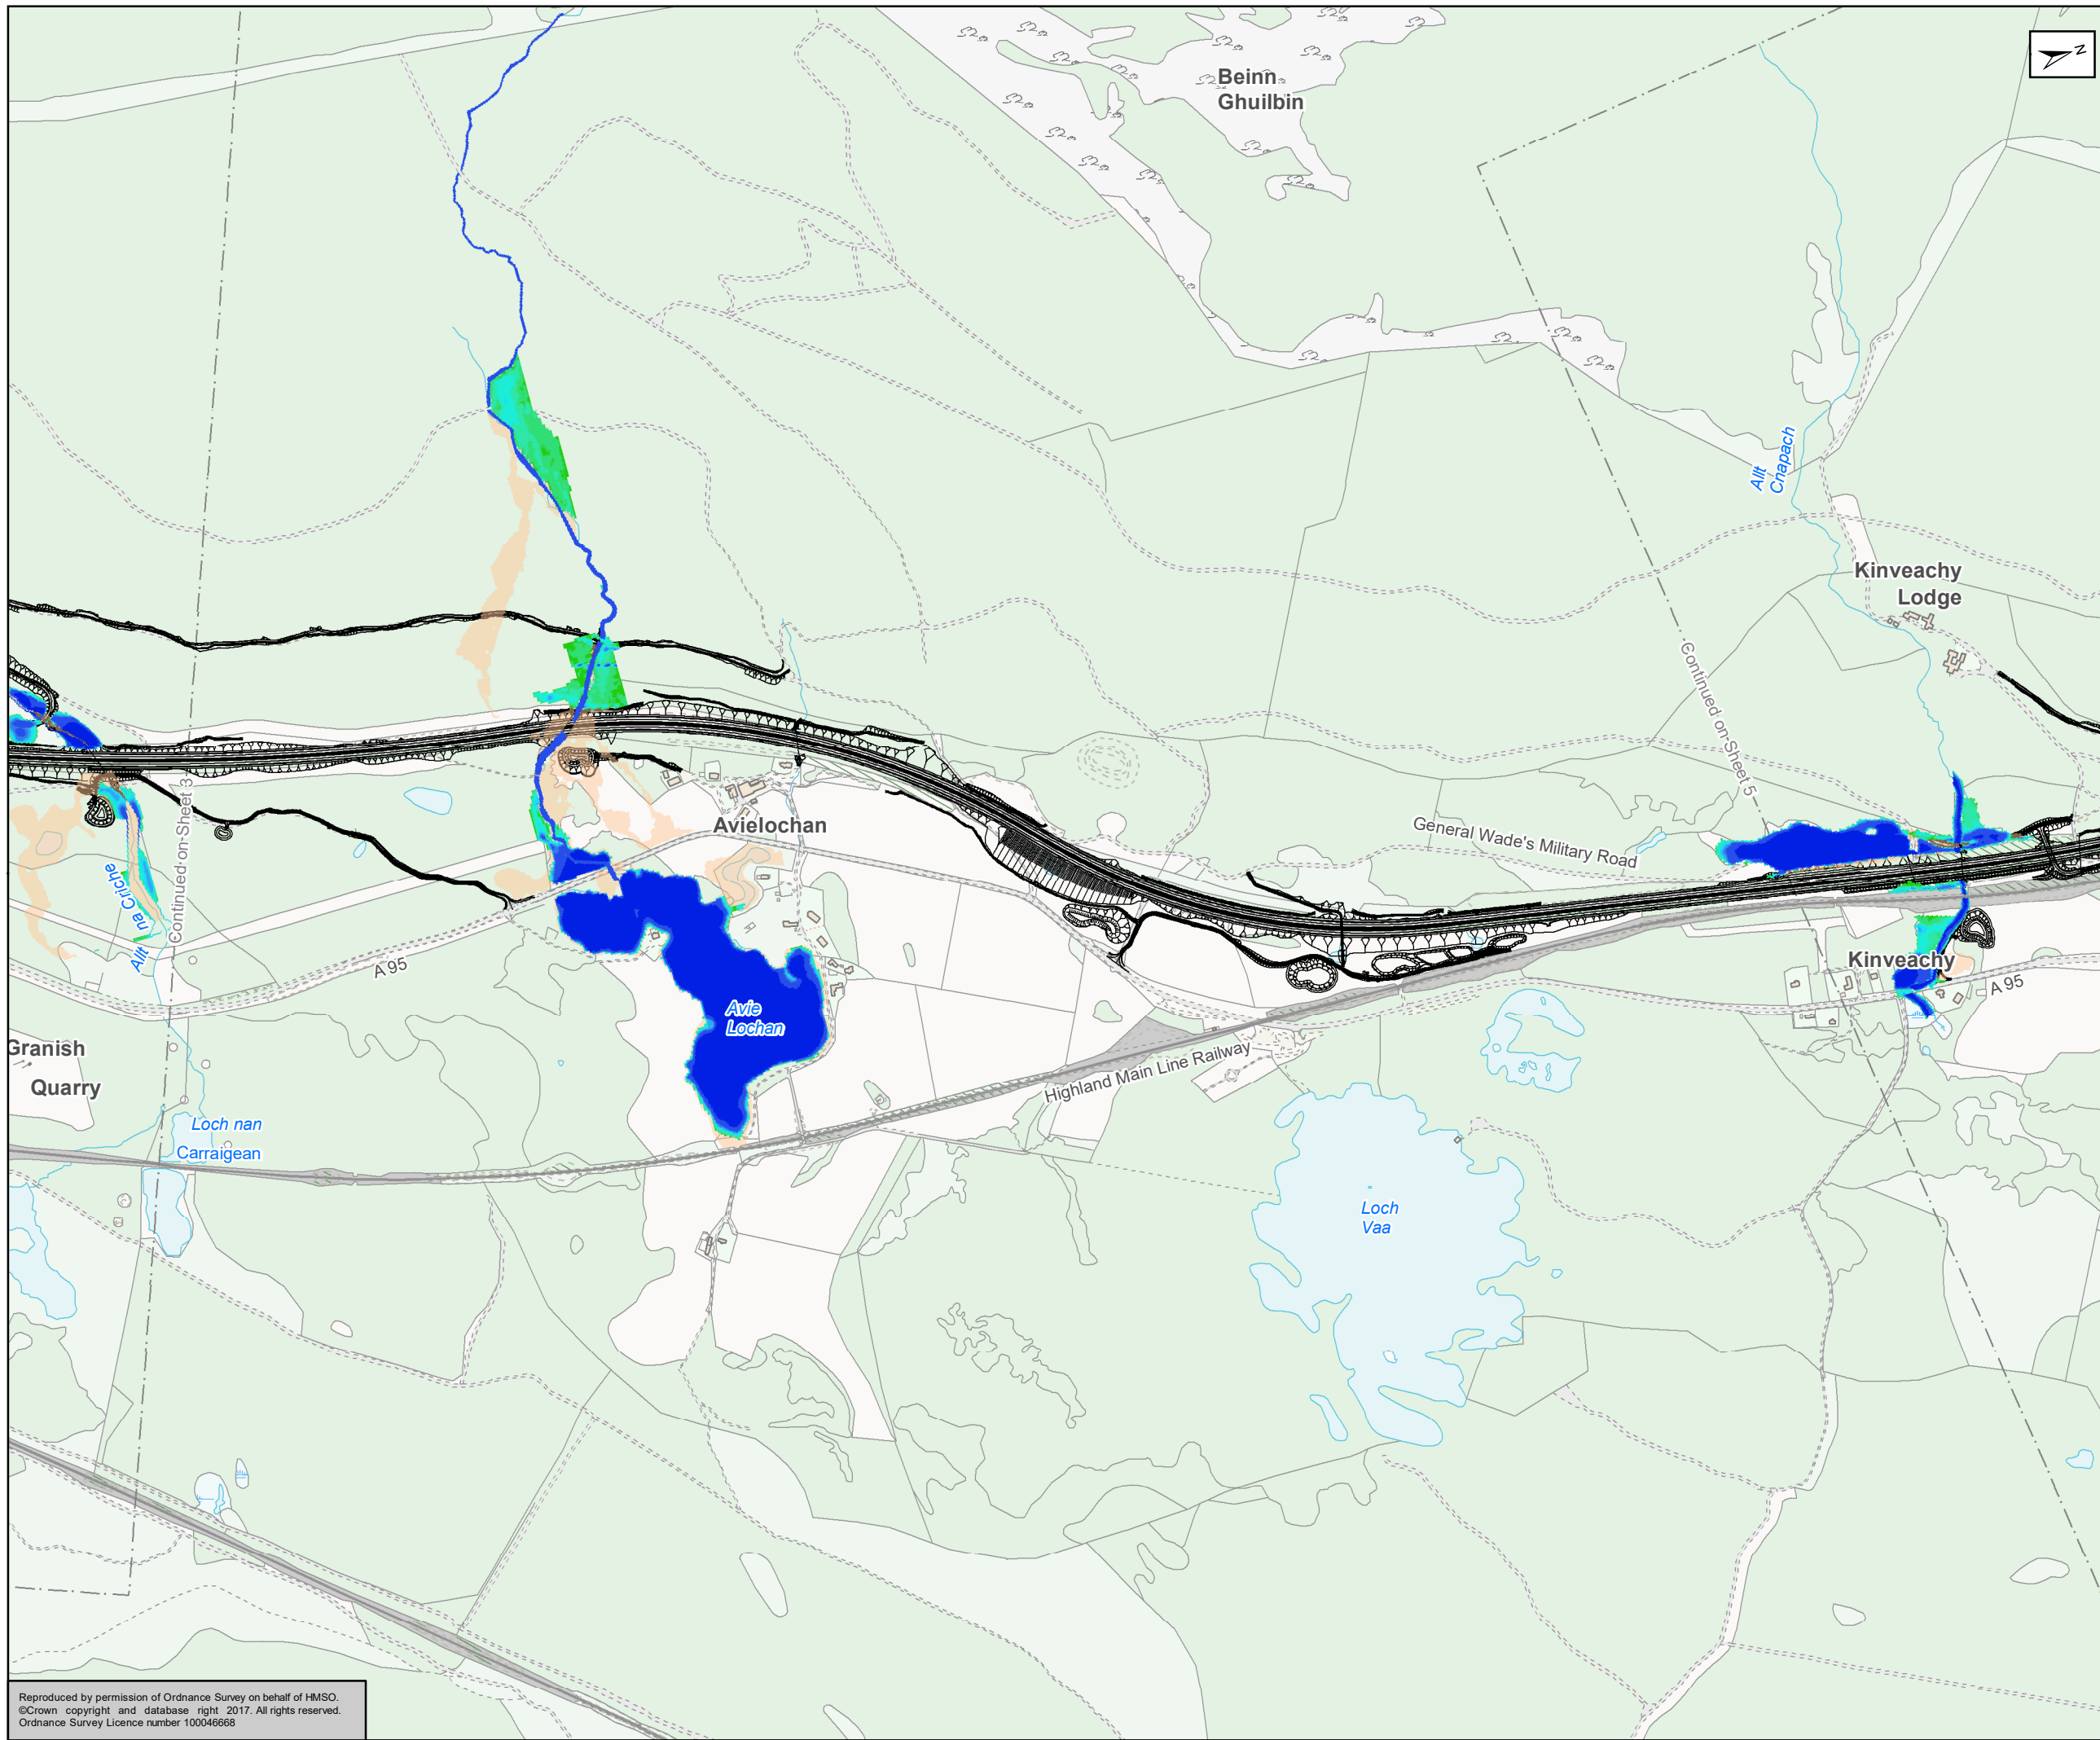 Z
Beinn
Ghuilbin
Allt
Cnapach
Kinveachy
Lodge
Continued on Sheet 5
Continued on Sheet 3
Avielochan
General Wade's Military Road
Allt na Criche
A 95
Kinveachy
A 95
Avie
Lochan
Granish
Quarry
Highland Main Line Railway
Loch nan
Carraigean
Loch
Vaa
Reproduced by permission of Ordnance Survey on behalf of HMSO.
©Crown copyright and database right 2017. All rights reserved.
Ordnance Survey Licence number 100046668